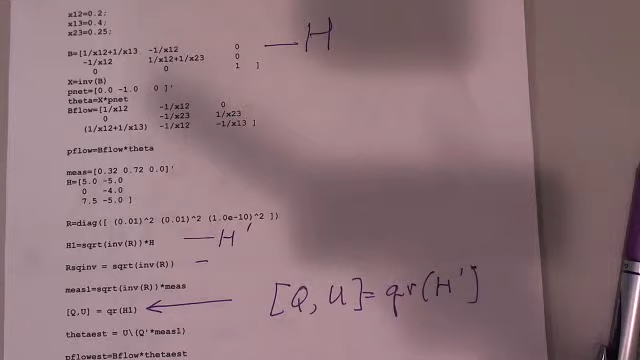 x12=0.2;
x13=0.4;
x23=0.25;
B=[1/x12+1/x13 -1/x12 0
-1/x12 1/x12+1/x23 0
0 0 1 ]
X=inv(B)
pnet=[0.0 -1.0 0 ]'
theta=X*pnet
Bflow=[1/x12 -1/x12 0
0 -1/x23 1/x23
(1/x12+1/x13) -1/x12 -1/x13 ]
pflow=Bflow*theta
meas=[0.32 0.72 0.0]'
H=[5.0 -5.0
0 -4.0
7.5 -5.0 ]
R=diag([ (0.01)^2 (0.01)^2 (1.0e-10)^2 ])
H1=sqrt(inv(R))*H
Rsqinv = sqrt(inv(R))
meas1=sqrt(inv(R))*meas
[Q,U] = qr(H1)
thetaest = U\(Q'*meas1)
pflowest=Bflow*thetaest
H
H'
[Q, U] = qr(H')